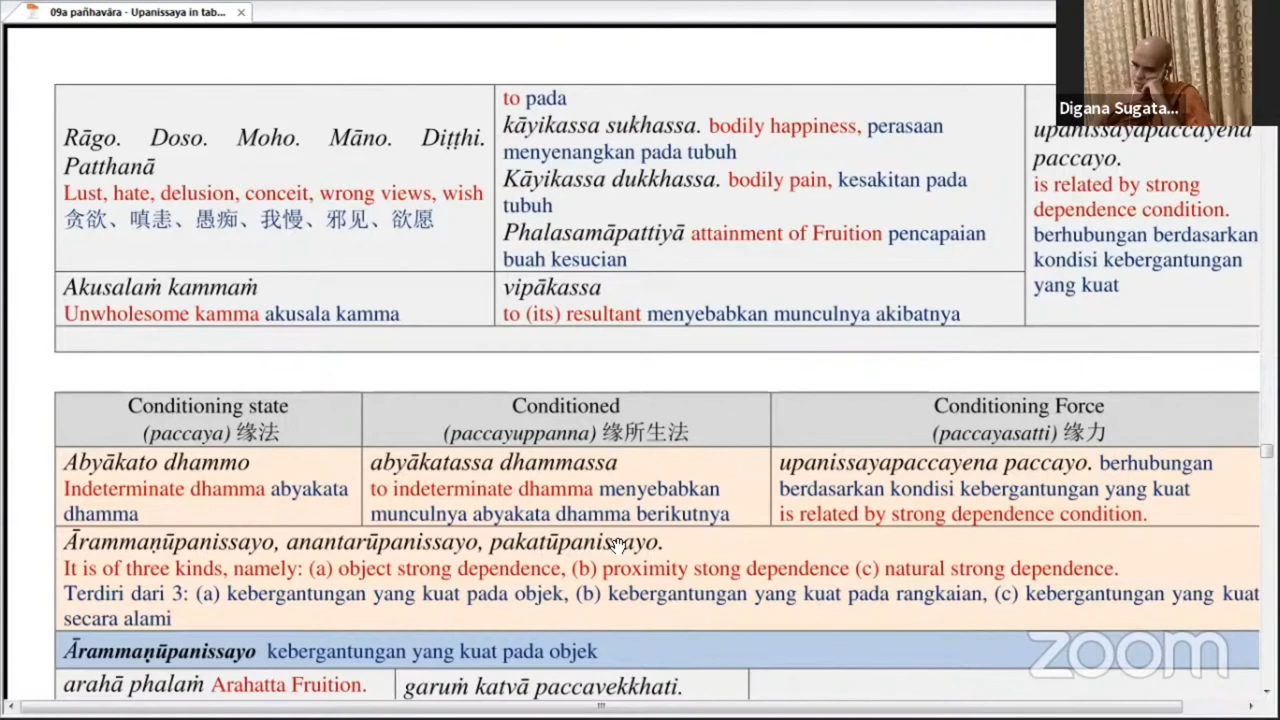 09a pañhavára - Upanissaya in tab...
Digana Sugata...
Rāgo. Doso. Moho. Māno. Diṭṭhi.
Patthanā
Lust, hate, delusion, conceit, wrong views, wish
贪欲、嗔恚、愚痴、我慢、邪见、欲愿
to pada
kāyikassa sukhassa. bodily happiness, perasaan
menyenangkan pada tubuh
Kāyikassa dukkhassa. bodily pain, kesakitan pada
tubuh
Phalasamāpattiyā attainment of Fruition pencapaian
buah kesucian
upanissayapaccayena
paccayo.
is related by strong
dependence condition.
berhubungan berdasarkan
kondisi kebergantungan
yang kuat
Akusalaṁ kammaṁ
Unwholesome kamma akusala kamma
vipākassa
to (its) resultant menyebabkan munculnya akibatnya
Conditioning state
(paccaya) 缘法
Conditioned
(paccayuppanna) 缘所生法
Conditioning Force
(paccayasatti) 缘力
Abyākato dhammo
Indeterminate dhamma abyakata
dhamma
abyākatassa dhammassa
to indeterminate dhamma menyebabkan
munculnya abyakata dhamma berikutnya
upanissayapaccayena paccayo. berhubungan
berdasarkan kondisi kebergantungan yang kuat
is related by strong dependence condition.
Ārammaṇūpanissayo, anantarūpanissayo, pakatūpanissayo.
It is of three kinds, namely: (a) object strong dependence, (b) proximity stong dependence (c) natural strong dependence.
Terdiri dari 3: (a) kebergantungan yang kuat pada objek, (b) kebergantungan yang kuat pada rangkaian, (c) kebergantungan yang kuat
secara alami
Ārammaṇūpanissayo kebergantungan yang kuat pada objek
arahā phalaṁ Arahatta Fruition.
garuṁ katvā paccavekkhati.
zoom